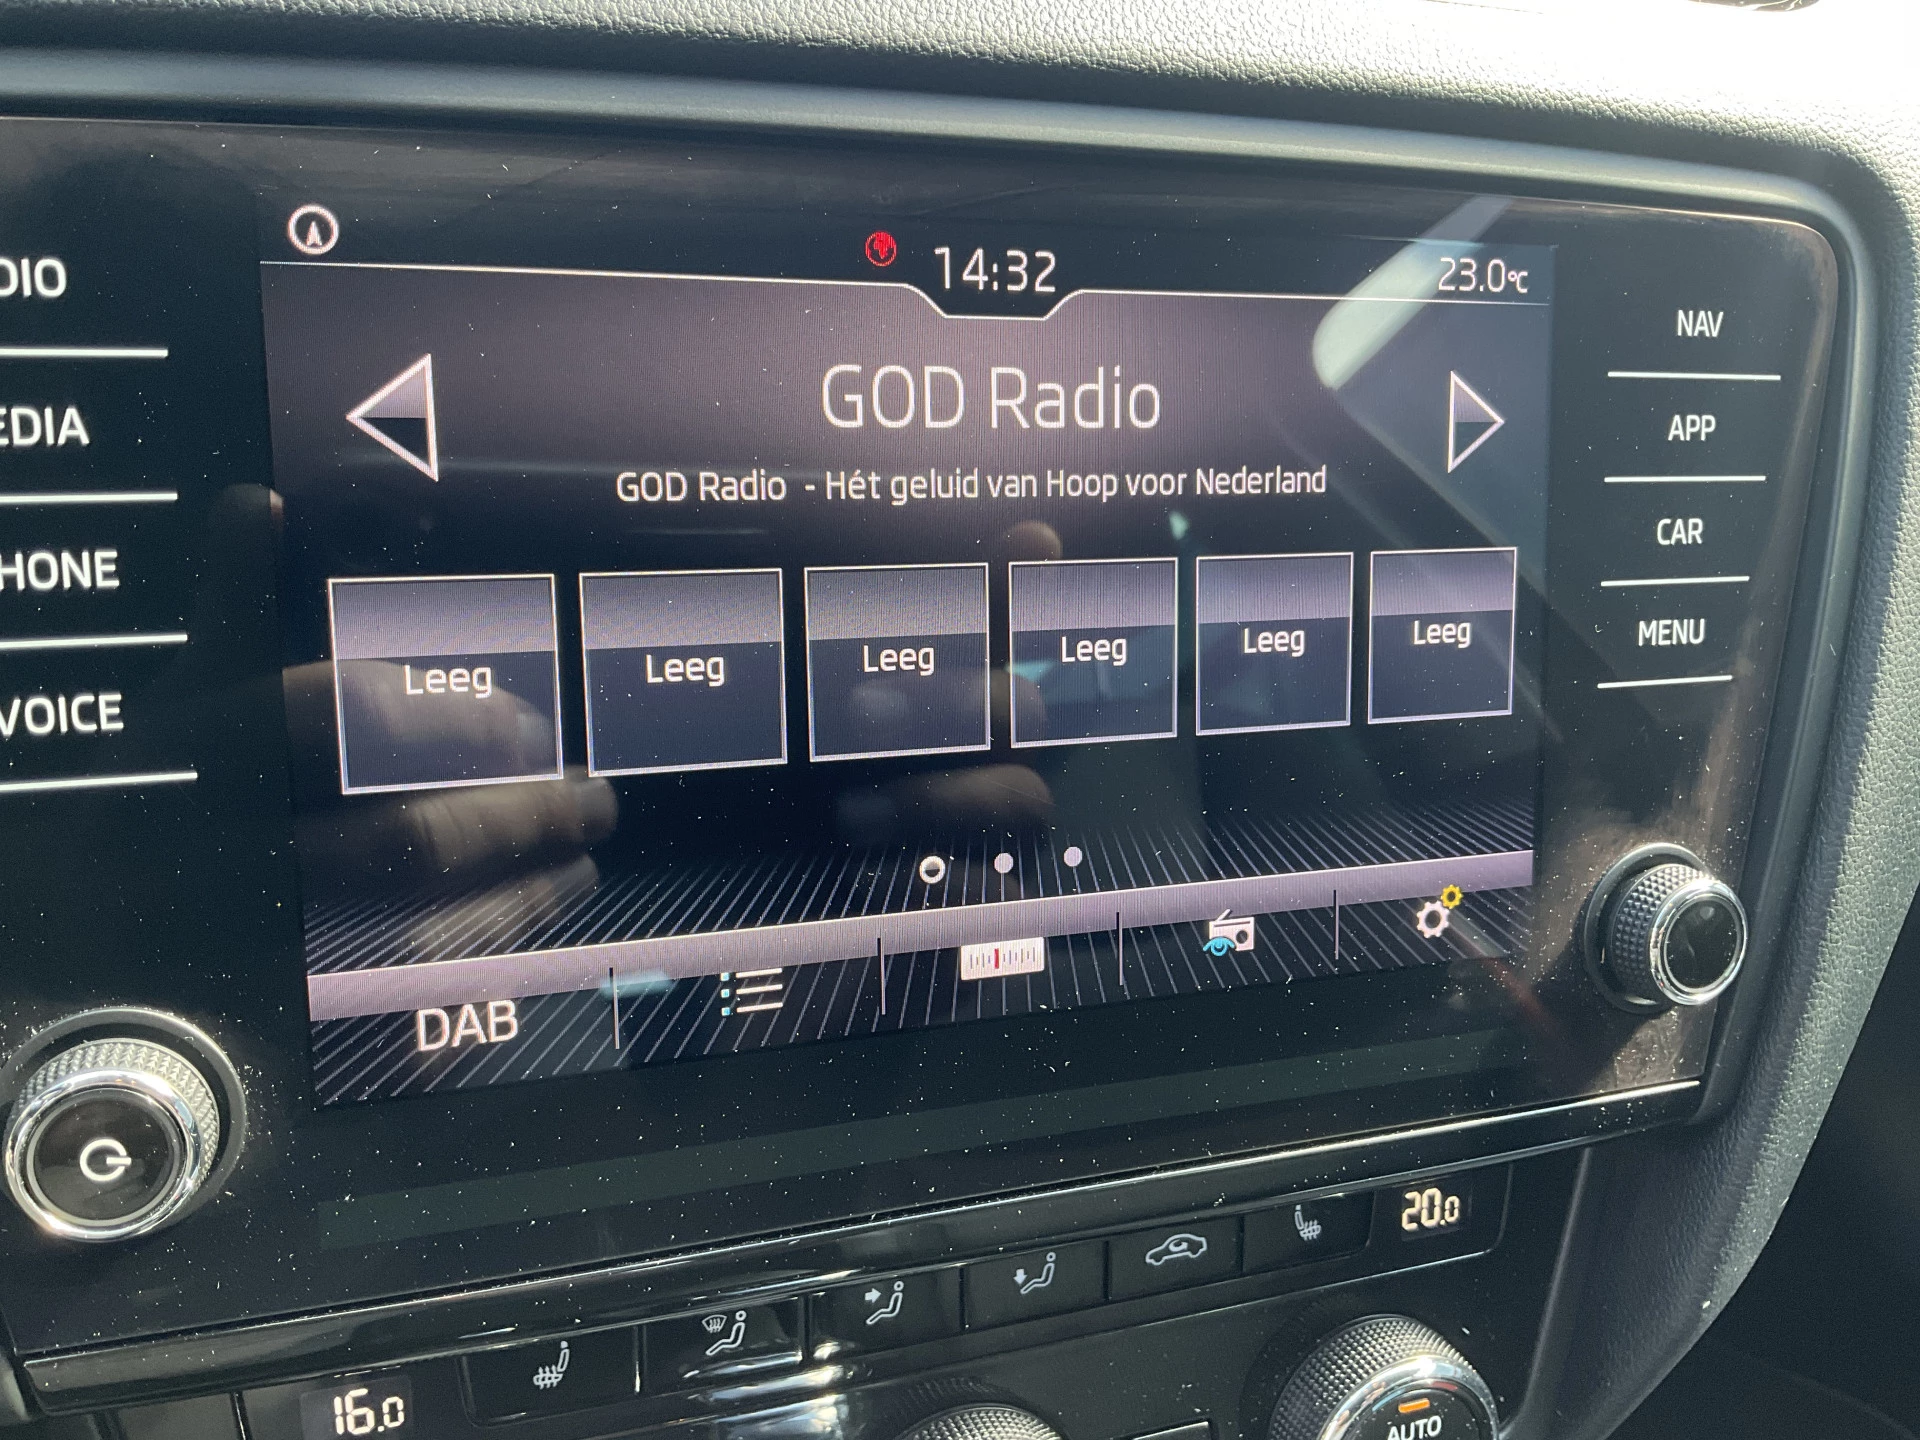 14:32
23.0°C
GOD Radio
GOD Radio - Hét geluid van Hoop voor Nederland
Leeg
Leeg
Leeg
Leeg
Leeg
Leeg
DAB
DIO
EDIA
HONE
VOICE
NAV
APP
CAR
MENU
16.0
20.0
AUTO